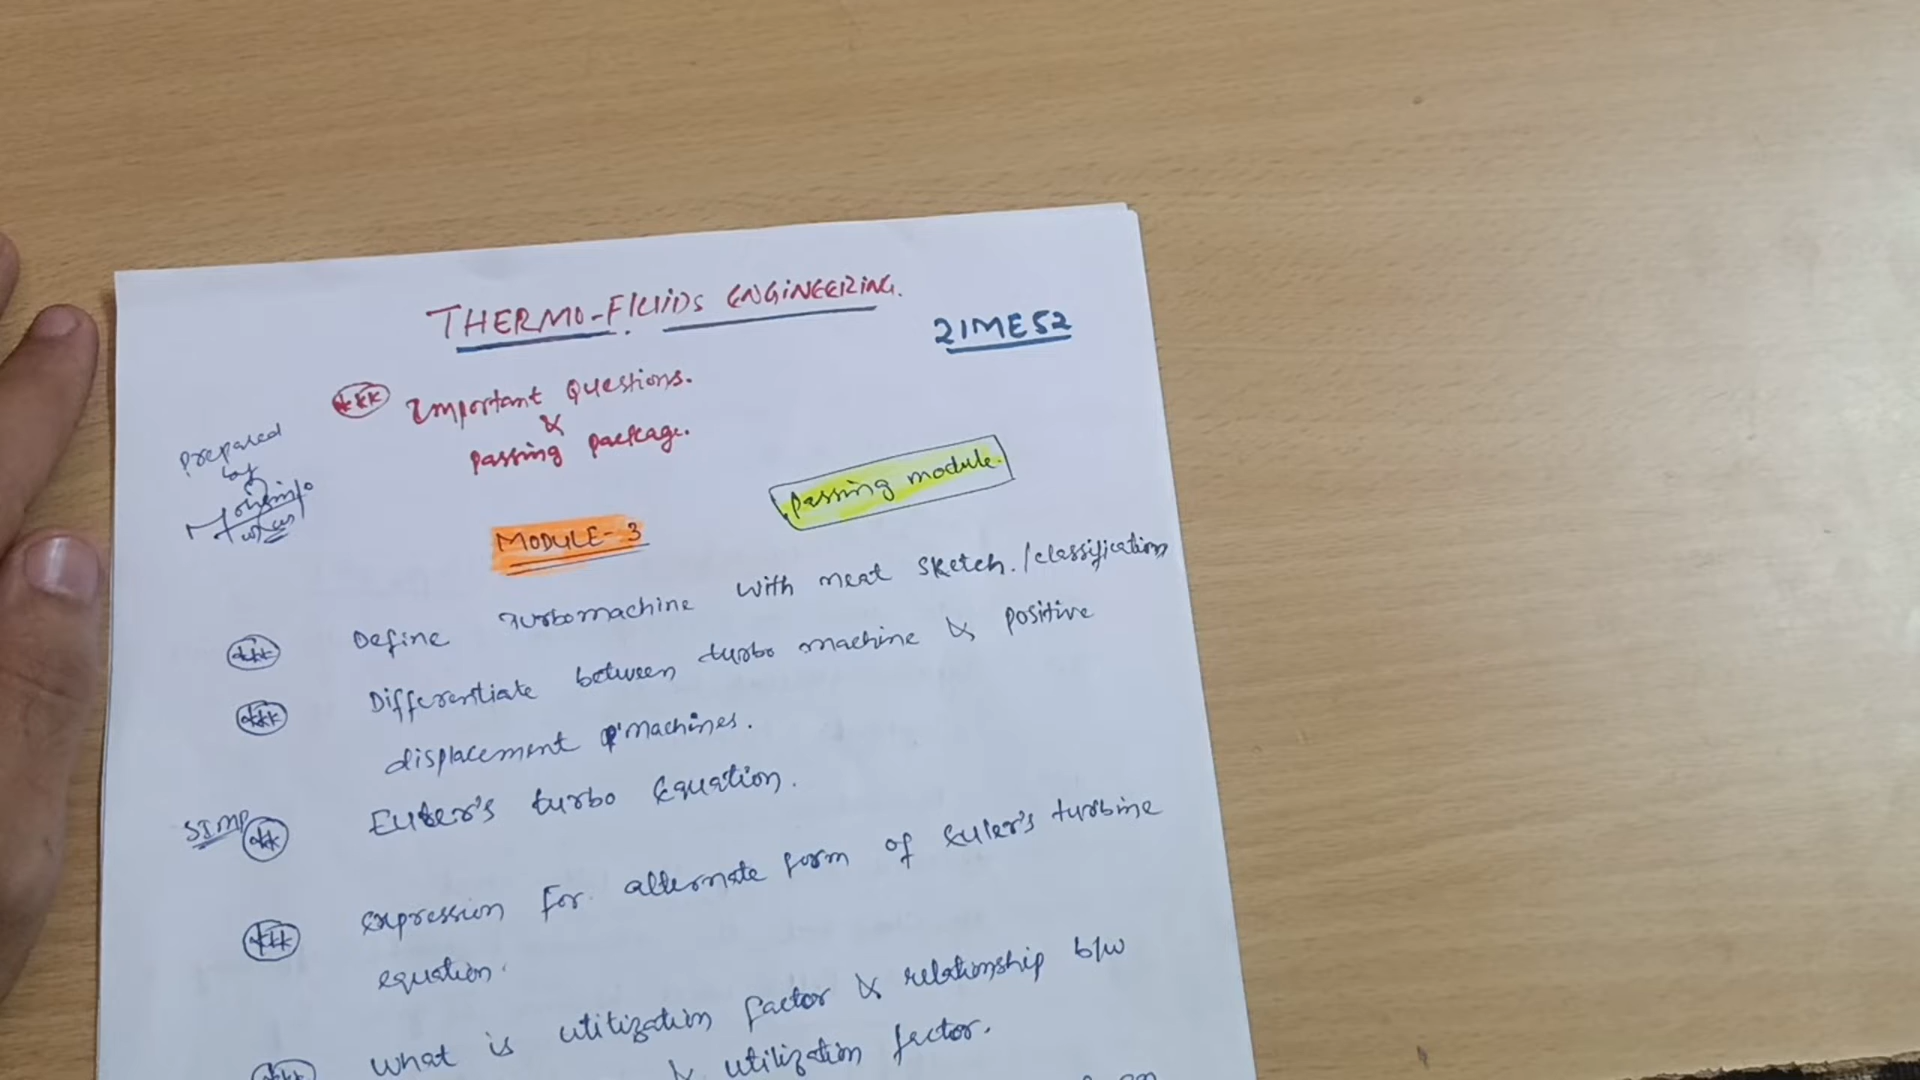 THERMO-FLUIDS ENGINEERING.
21ME52
*** Important Questions.
&
passing package.
prepared
by
passing module.
MODULE-3
*** Define turbomachine with neat sketch./classification
*** Differentiate between turbo machine & positive
displacement machines.
SIMP ** Euler's turbo Equation.
*** expression for alternate form of Euler's turbine
equation.
*** what is utilization factor & relationship b/w
& utilization factor.